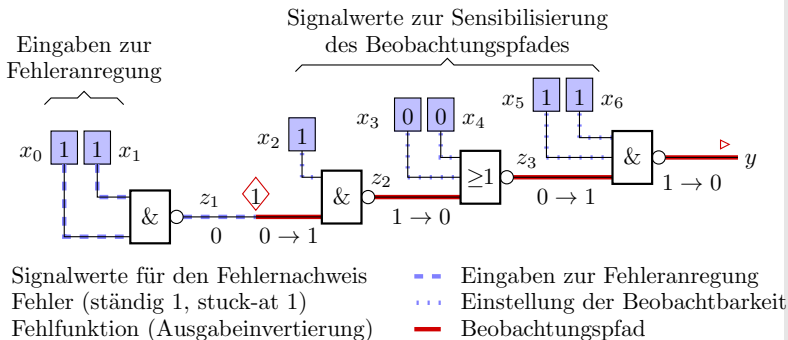 Signalwerte zur Sensibilisierung
des Beobachtungspfades
Eingaben zur
Fehleranregung
x₅ 1 1 x₆
x₃ 0 0 x₄
x₂ 1
x₀ 1 1 x₁
& z₁ 1 & z₂ ≥1 z₃ & y
0 0 → 1 1 → 0 0 → 1 1 → 0
Signalwerte für den Fehlernachweis
Fehler (ständig 1, stuck-at 1)
Fehlfunktion (Ausgabeinvertierung)
Eingaben zur Fehleranregung
Einstellung der Beobachtbarkeit
Beobachtungspfad